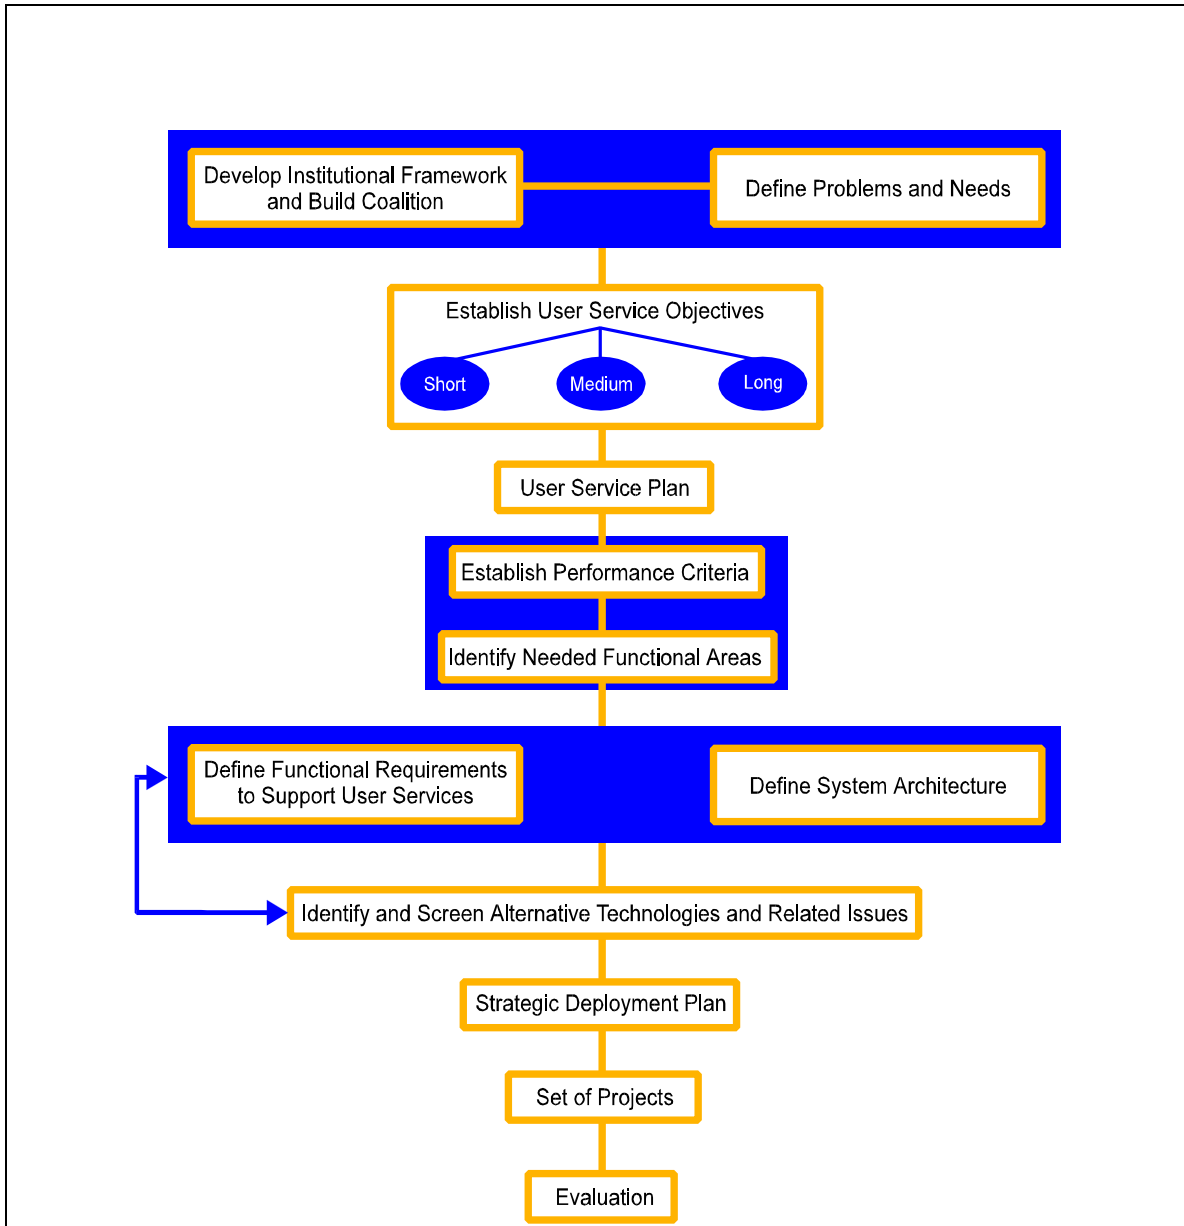 Develop Institutional Framework
and Build Coalition
Define Problems and Needs
Establish User Service Objectives
Short
Medium
Long
User Service Plan
Establish Performance Criteria
Identify Needed Functional Areas
Define Functional Requirements
to Support User Services
Define System Architecture
Identify and Screen Alternative Technologies and Related Issues
Strategic Deployment Plan
Set of Projects
Evaluation